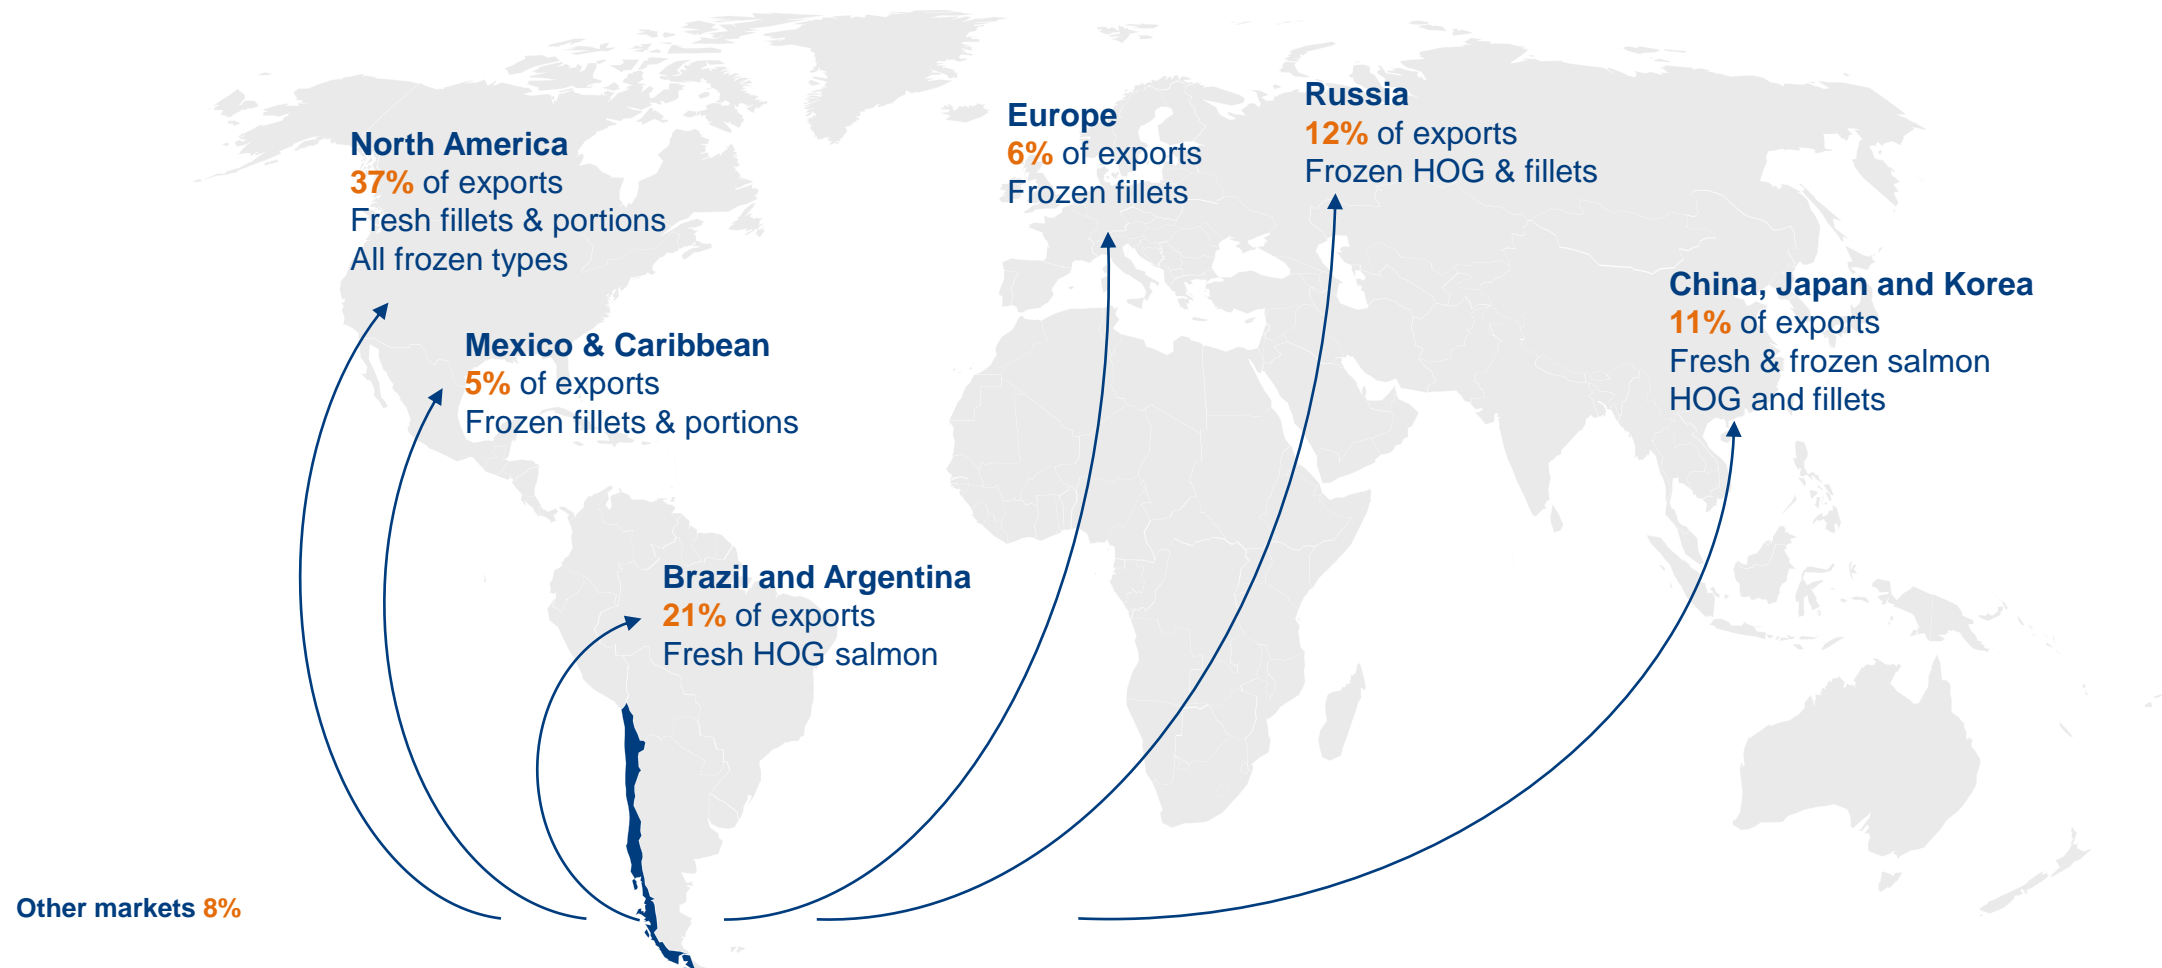 North America
37% of exports
Fresh fillets & portions
All frozen types
Mexico & Caribbean
5% of exports
Frozen fillets & portions
Brazil and Argentina
21% of exports
Fresh HOG salmon
Europe
6% of exports
Frozen fillets
Russia
12% of exports
Frozen HOG & fillets
China, Japan and Korea
11% of exports
Fresh & frozen salmon
HOG and fillets
Other markets 8%